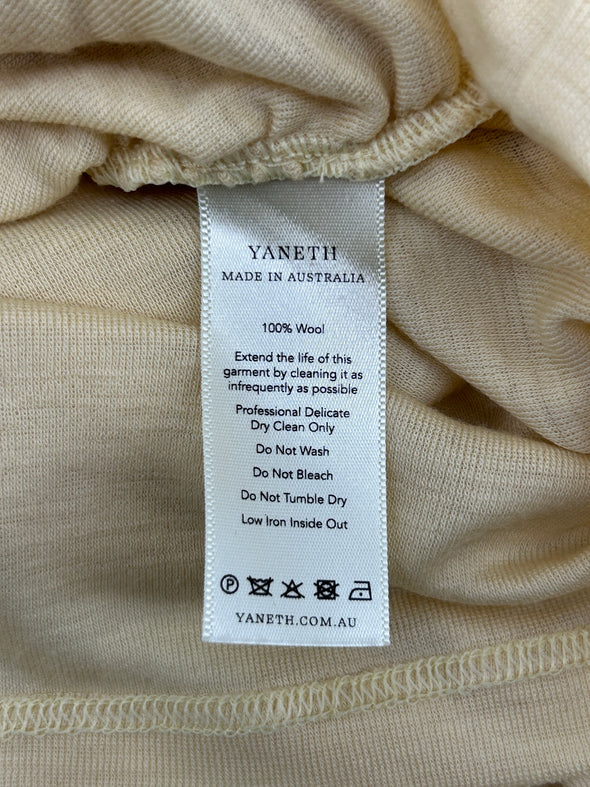 YANETH
MADE IN AUSTRALIA
100% Wool
Extend the life of this
garment by cleaning it as
infrequently as possible
Professional Delicate
Dry Clean Only
Do Not Wash
Do Not Bleach
Do Not Tumble Dry
Low Iron Inside Out
P
YANETH.COM.AU